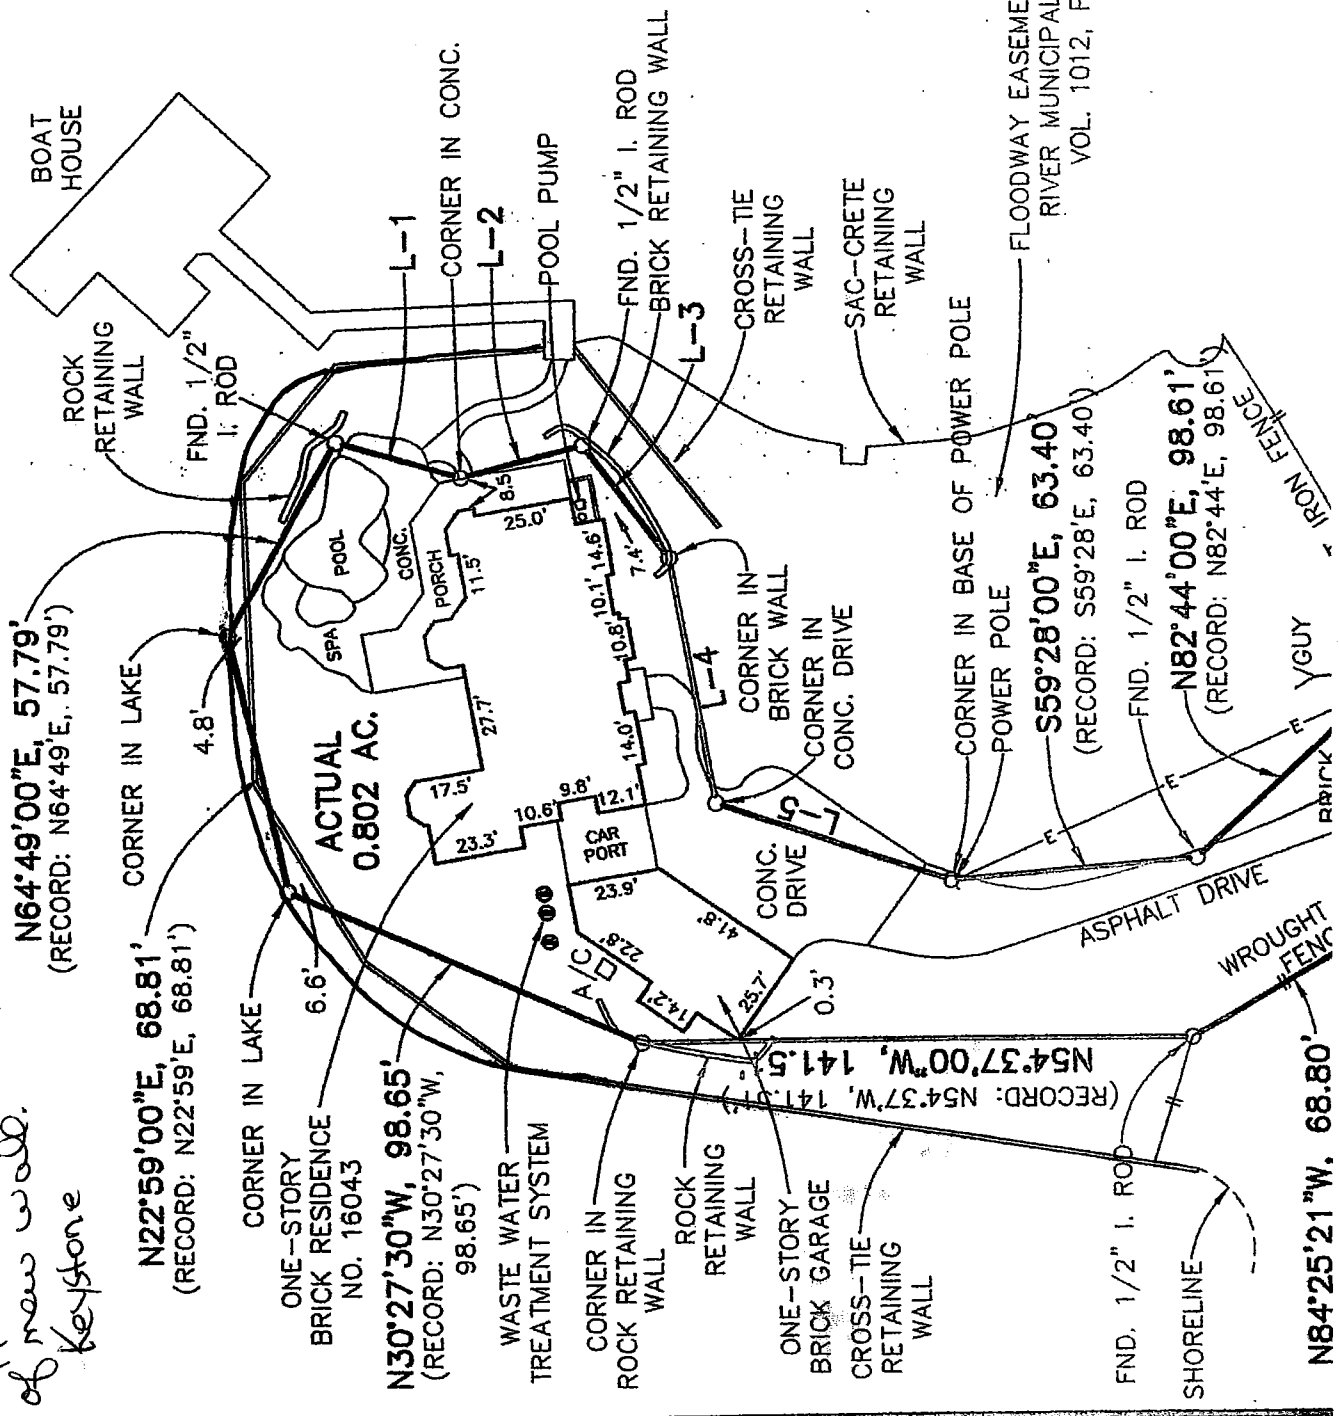 of new wall.
Keystone
N64°49'00"E, 57.79'
(RECORD: N64°49'E, 57.79')
BOAT
HOUSE
ROCK
RETAINING
WALL
FND. 1/2"
I. ROD
L-1
CORNER IN CONC.
L-2
POOL PUMP
FND. 1/2" I. ROD
BRICK RETAINING WALL
L-3
CROSS-TIE
RETAINING
WALL
SAC-CRETE
RETAINING
WALL
FLOODWAY EASEME
RIVER MUNICIPAL
VOL. 1012, P
CORNER IN LAKE
4.8'
N22°59'00"E, 68.81'
(RECORD: N22°59'E, 68.81')
CORNER IN LAKE
6.6'
ONE-STORY
BRICK RESIDENCE
NO. 16043
N30°27'30"W, 98.65'
(RECORD: N30°27'30"W,
98.65')
WASTE WATER
TREATMENT SYSTEM
CORNER IN
ROCK RETAINING
WALL
ROCK
RETAINING
WALL
ONE-STORY
BRICK GARAGE
CROSS-TIE
RETAINING
WALL
FND. 1/2" I. ROD
SHORELINE
N84°25'21"W, 68.80'
ACTUAL
0.802 AC.
SPA
POOL
CONC.
PORCH
11.5'
8.5'
25.0'
27.7'
17.5'
23.3'
10.6'
9.8'
12.1'
14.0'
10.8'
10.1'
14.6'
7.4'
CAR
PORT
23.9'
22.8'
41.8'
14.2'
25.7'
0.3'
A/C
CONC.
DRIVE
L-4
L-5
CORNER IN
BRICK WALL
CORNER IN
CONC. DRIVE
CORNER IN BASE OF POWER POLE
POWER POLE
S59°28'00"E, 63.40'
(RECORD: S59°28'E, 63.40')
FND. 1/2" I. ROD
N82°44'00"E, 98.61'
(RECORD: N82°44'E, 98.61')
IRON FENCE
GUY
E
E
E
BRICK
ASPHALT DRIVE
WROUGHT IRON
FENC
N54°37'00"W, 141.5'
(RECORD: N54°37'W, 141.51')